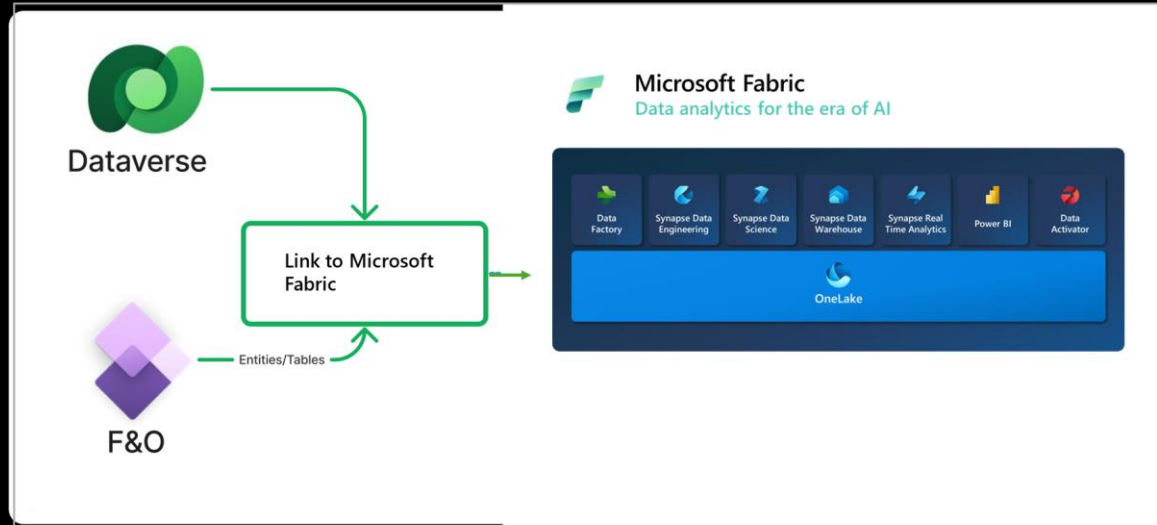 Dataverse
Microsoft Fabric
Data analytics for the era of AI
Link to Microsoft
Fabric
Data
Factory
Synapse Data
Engineering
Synapse Data
Science
Synapse Data
Warehouse
Synapse Real
Time Analytics
Power BI
Data
Activator
OneLake
Entities/Tables
F&O